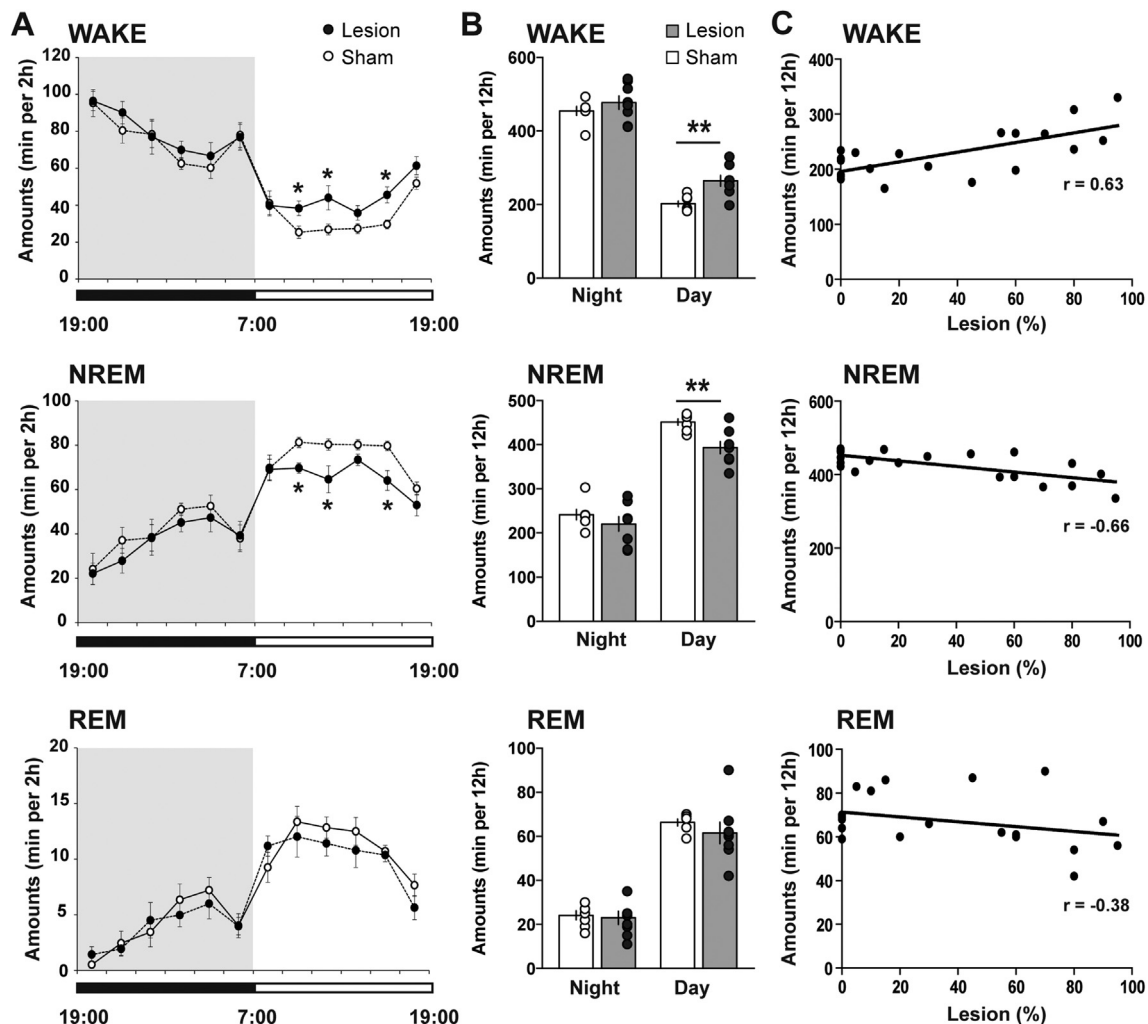 A
WAKE
Lesion
Sham
Amounts (min per 2h)
120
100
80
60
40
20
0
*
*
*
19:00
7:00
19:00
NREM
Amounts (min per 2h)
100
80
60
40
20
0
*
*
*
19:00
7:00
19:00
REM
Amounts (min per 2h)
20
15
10
5
0
19:00
7:00
19:00
B
WAKE
Lesion
Sham
Amounts (min per 12h)
600
400
200
0
**
Night
Day
NREM
Amounts (min per 12h)
500
400
300
200
100
0
**
Night
Day
REM
Amounts (min per 12h)
100
80
60
40
20
0
Night
Day
C
WAKE
Amounts (min per 12h)
400
300
200
100
0
r = 0.63
0
20
40
60
80
100
Lesion (%)
NREM
Amounts (min per 12h)
600
400
200
0
r = -0.66
0
20
40
60
80
100
Lesion (%)
REM
Amounts (min per 12h)
100
80
60
40
20
0
r = -0.38
0
20
40
60
80
100
Lesion (%)